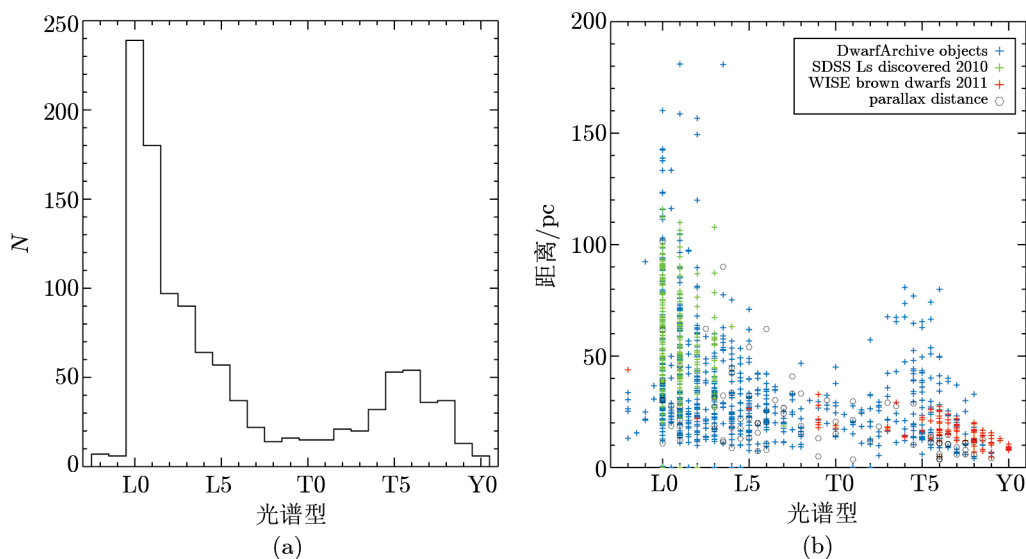 250
200
150
100
50
0
N
L0 L5 T0 T5 Y0
光谱型
(a)
200
150
100
50
0
距离/pc
DwarfArchive objects
SDSS Ls discovered 2010
WISE brown dwarfs 2011
parallax distance
L0 L5 T0 T5 Y0
光谱型
(b)